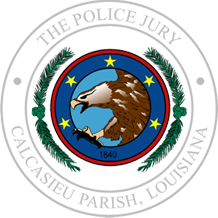 THE POLICE JURY
1840
CALCASIEU PARISH, LOUISIANA